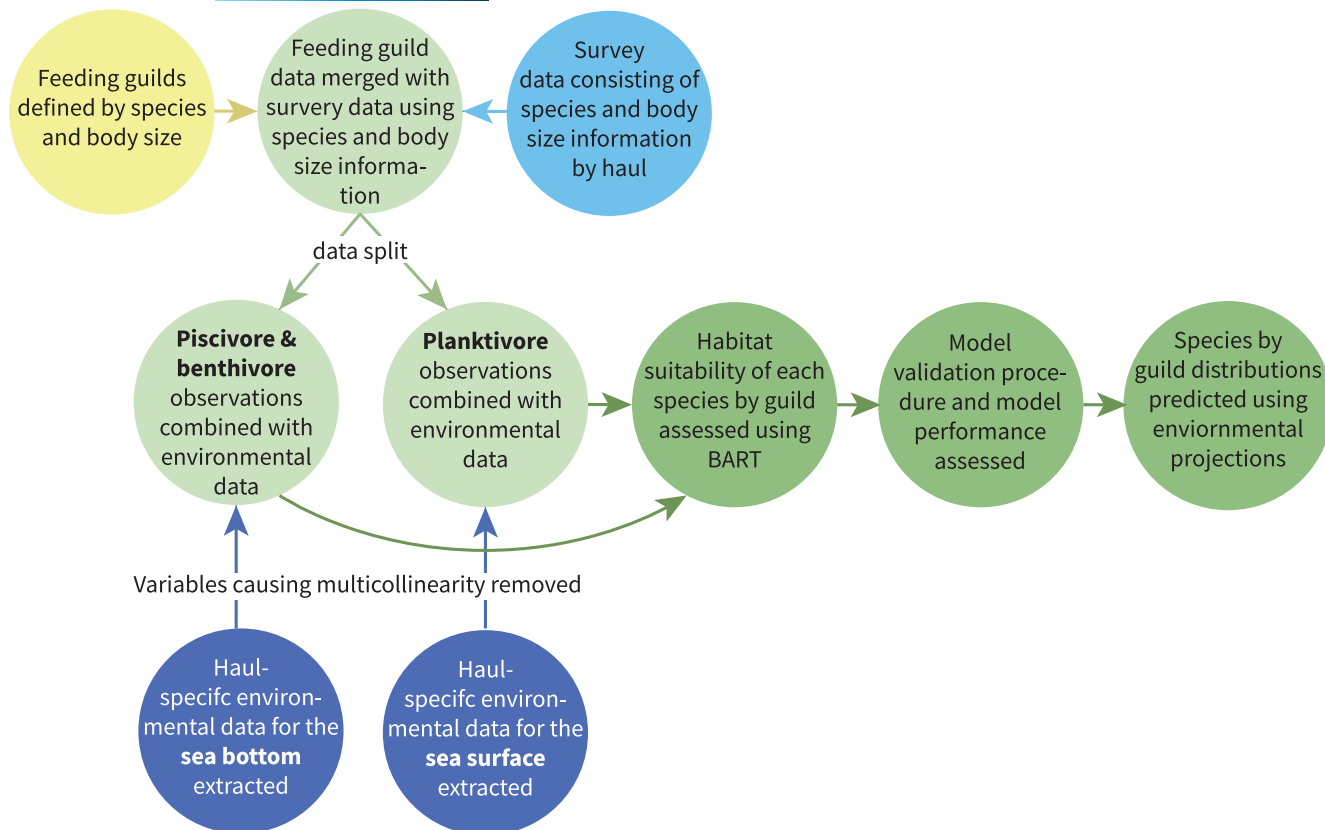 Feeding guilds
defined by species
and body size
Feeding guild
data merged with
survery data using
species and body
size informa-
tion
Survey
data consisting of
species and body
size information
by haul
data split
Piscivore &
benthivore
observations
combined with
environmental
data
Planktivore
observations
combined with
environmental
data
Habitat
suitability of each
species by guild
assessed using
BART
Model
validation proce-
dure and model
performance
assessed
Species by
guild distributions
predicted using
enviornmental
projections
Variables causing multicollinearity removed
Haul-
specifc environ-
mental data for the
sea bottom
extracted
Haul-
specifc environ-
mental data for the
sea surface
extracted